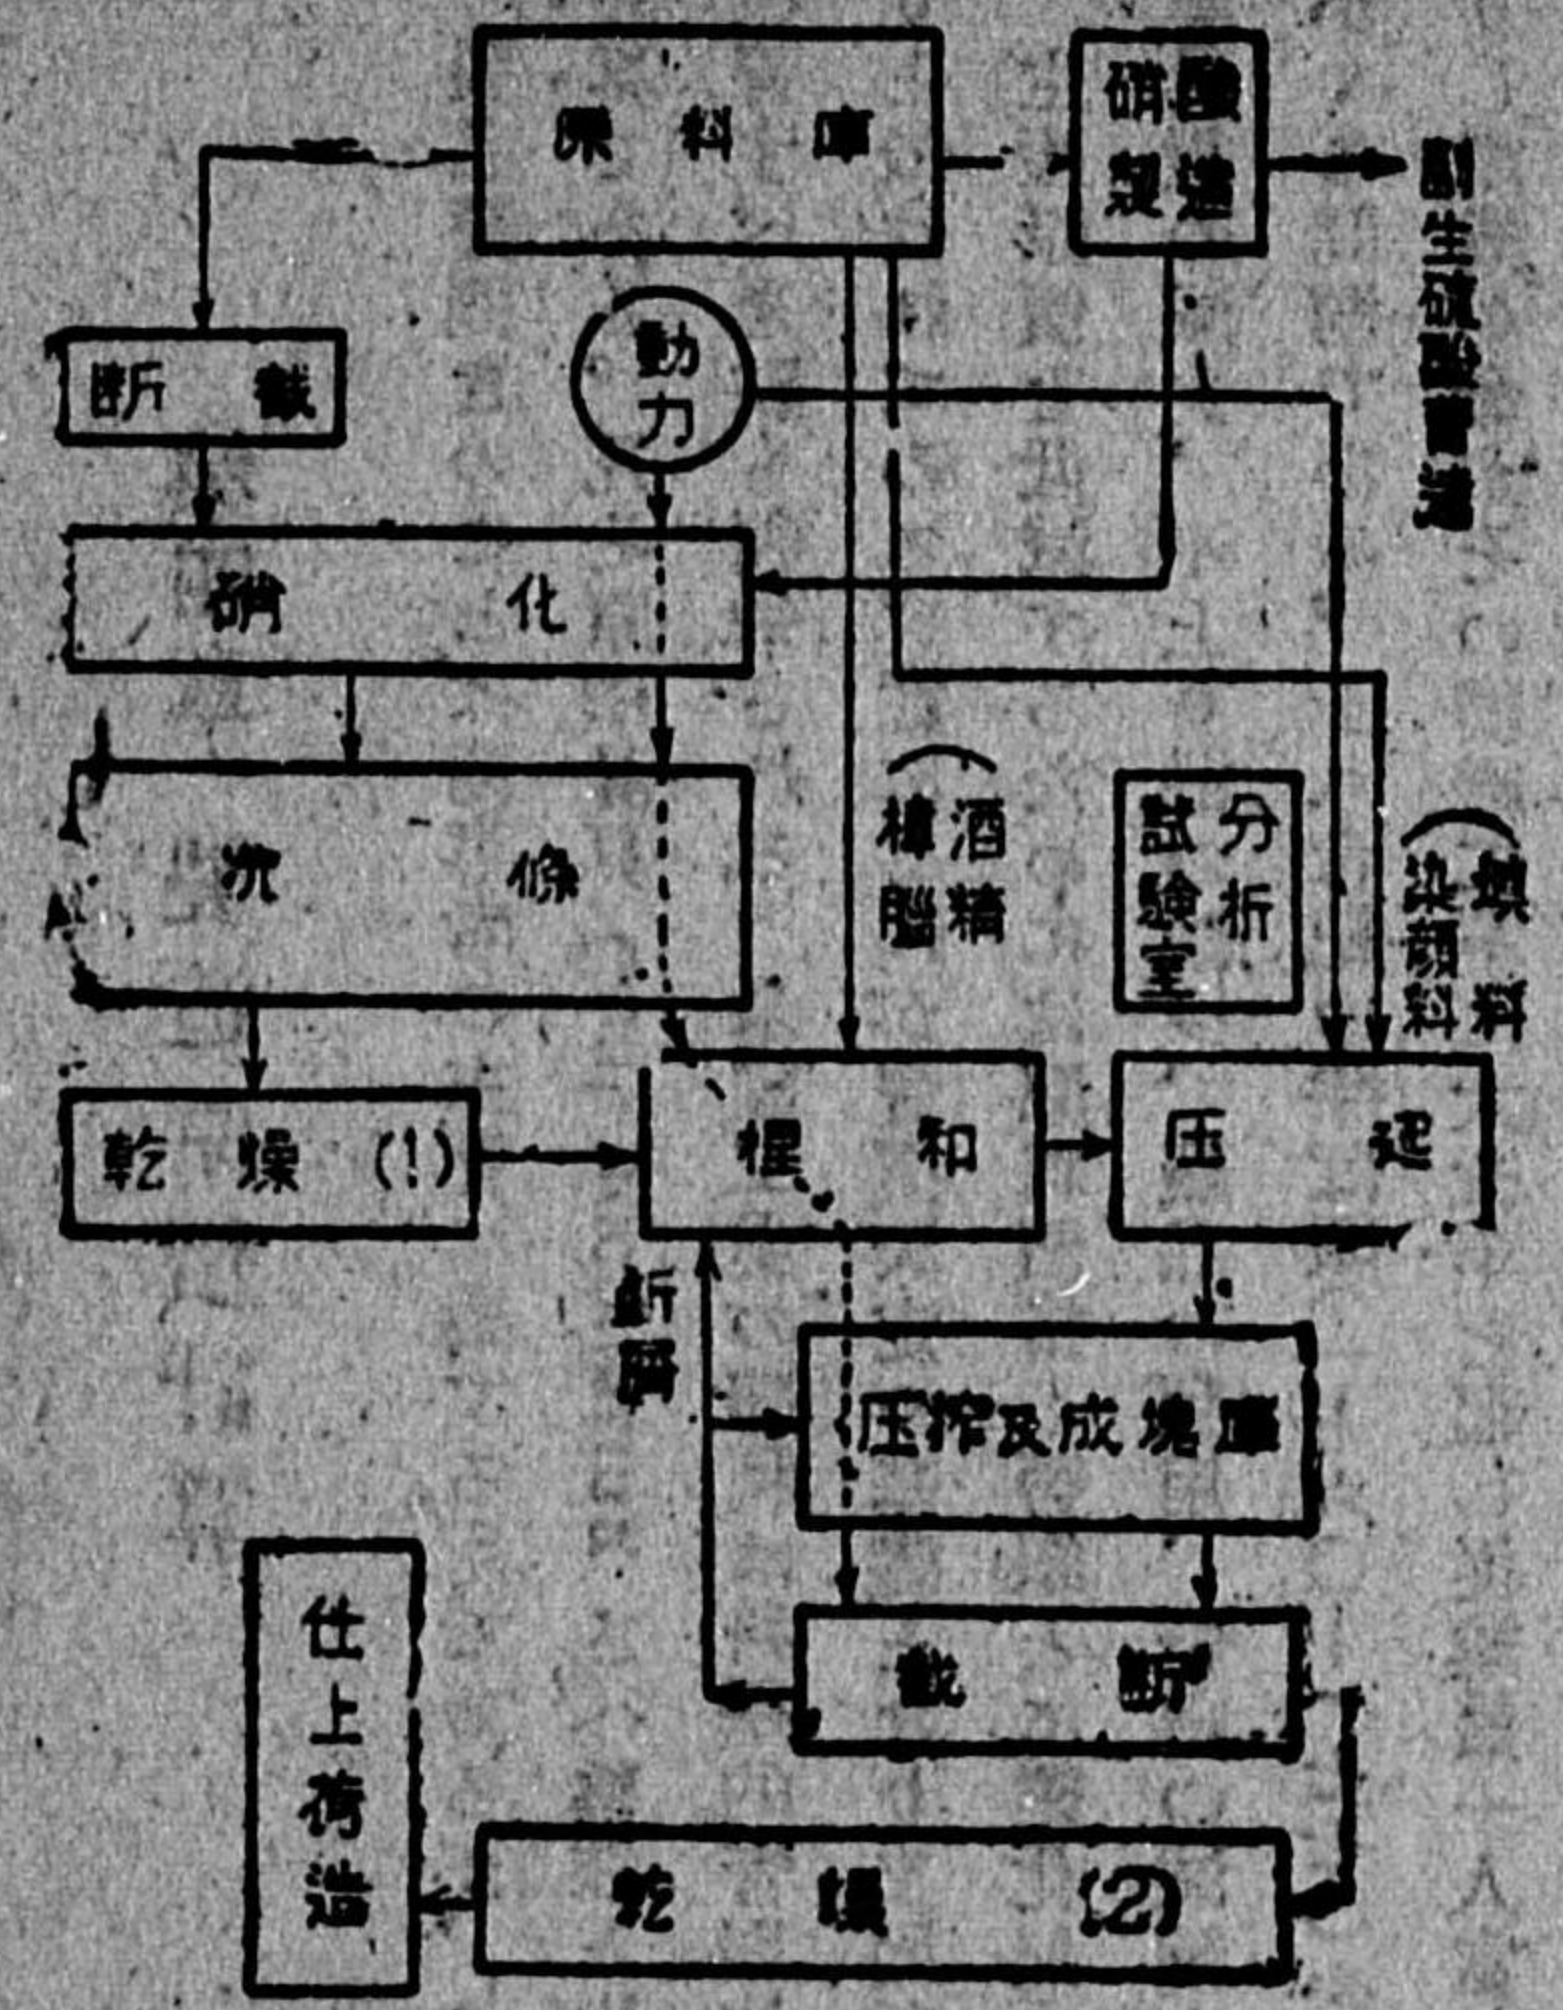 原料庫
硝酸
製造
副生硫酸曹達
断截
動力
硝化
洗滌
樟脳
酒精
分析
試験室
填料
染顔料
乾燥(1)
捏和
圧延
断屑
圧搾及成塊庫
截断
仕上荷造
乾燥(2)